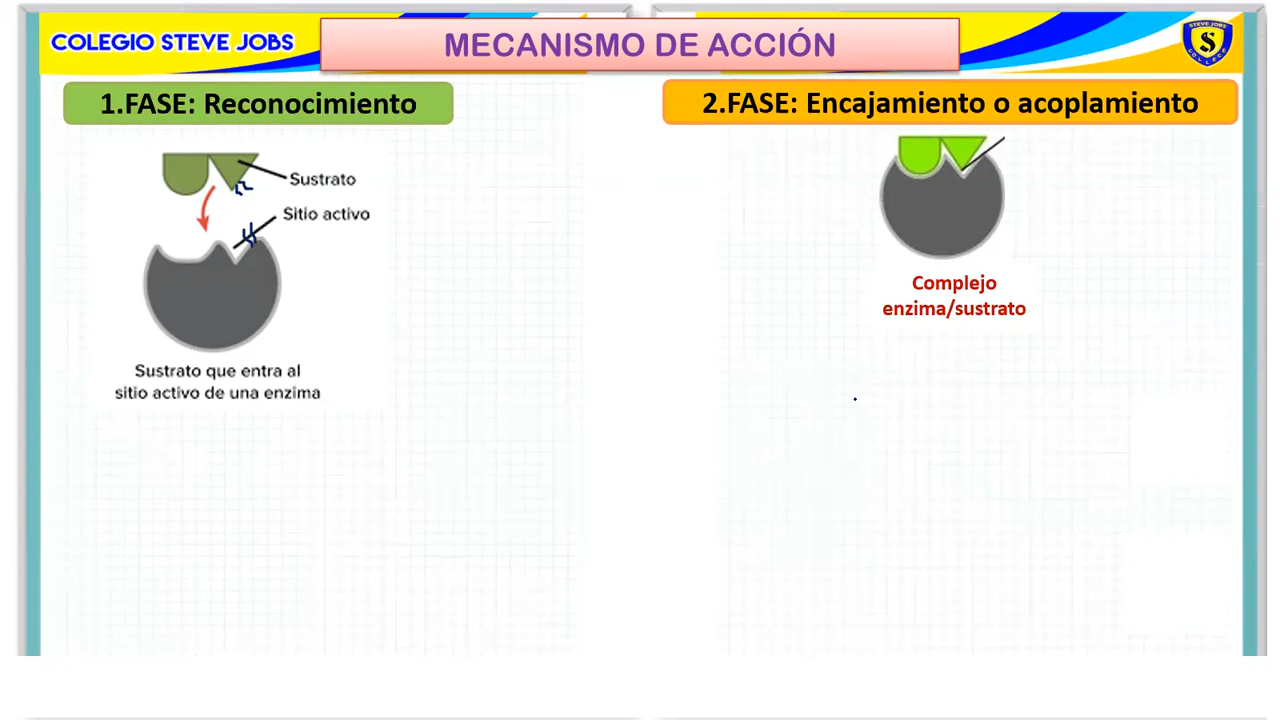 COLEGIO STEVE JOBS
MECANISMO DE ACCIÓN
STEVE JOBS
S
COLLEGE
1.FASE: Reconocimiento
Sustrato
Sitio activo
Sustrato que entra al
sitio activo de una enzima
2.FASE: Encajamiento o acoplamiento
Complejo
enzima/sustrato